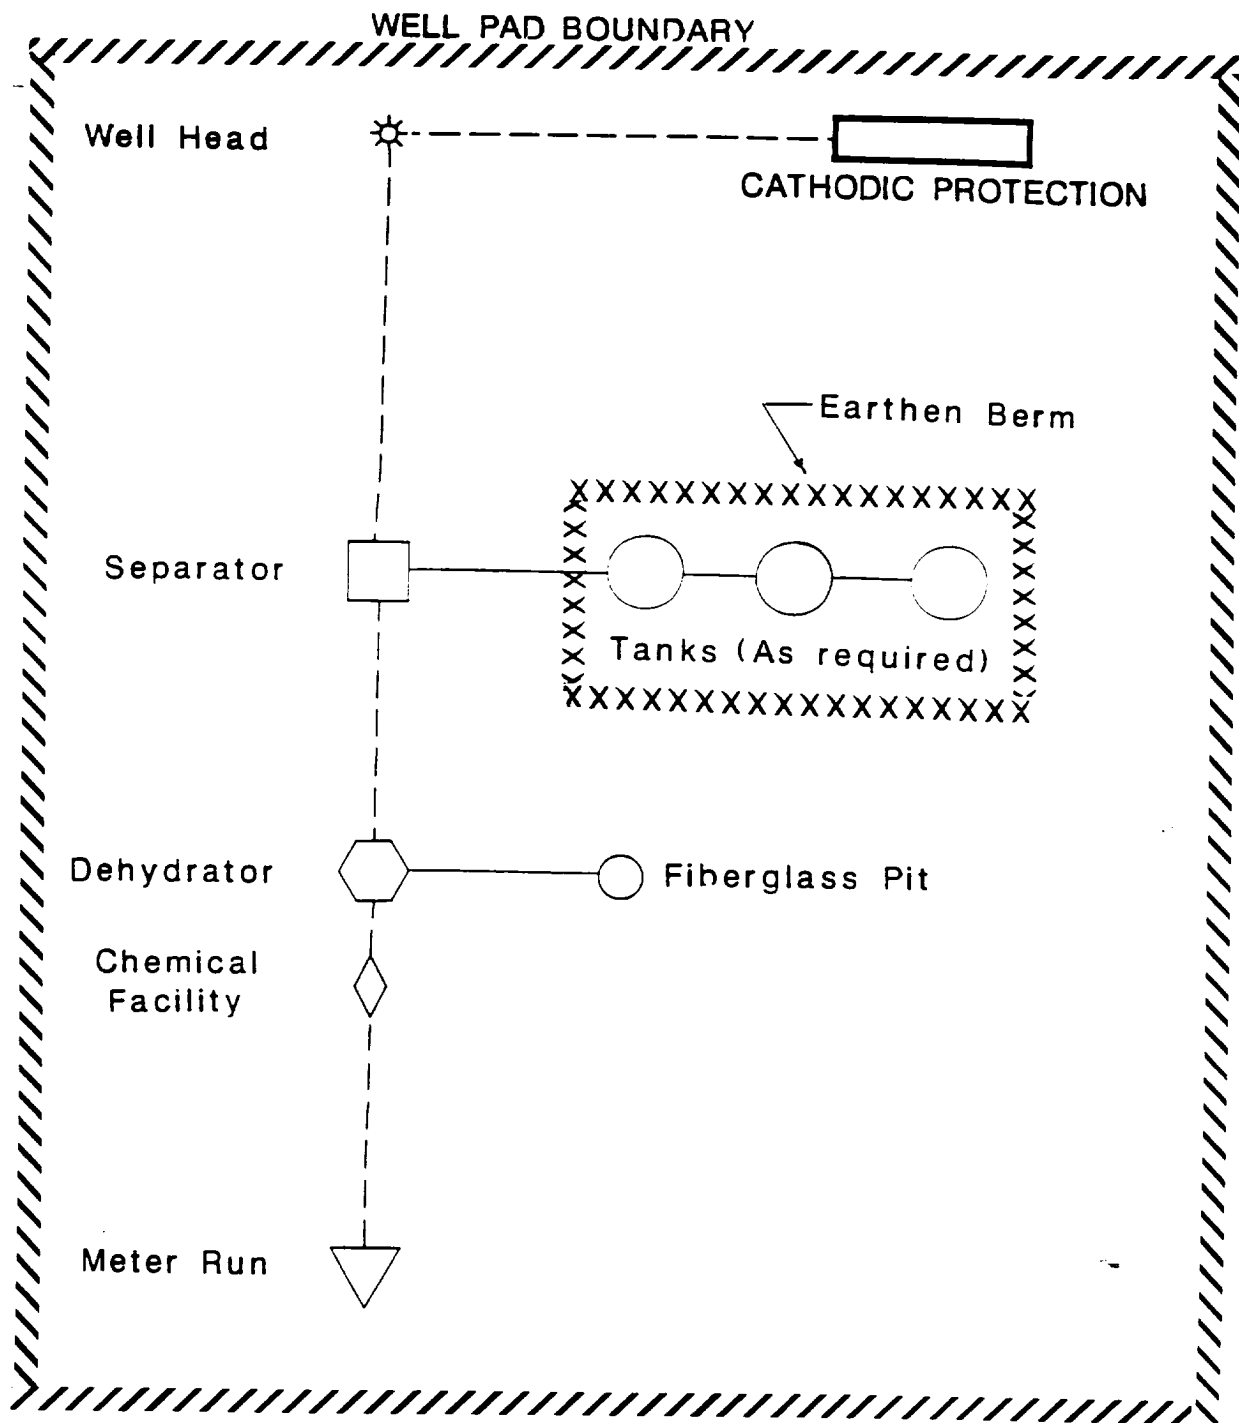 WELL PAD BOUNDARY
Well Head
CATHODIC PROTECTION
Earthen Berm
Separator
Tanks (As required)
Dehydrator
Fiberglass Pit
Chemical
Facility
Meter Run